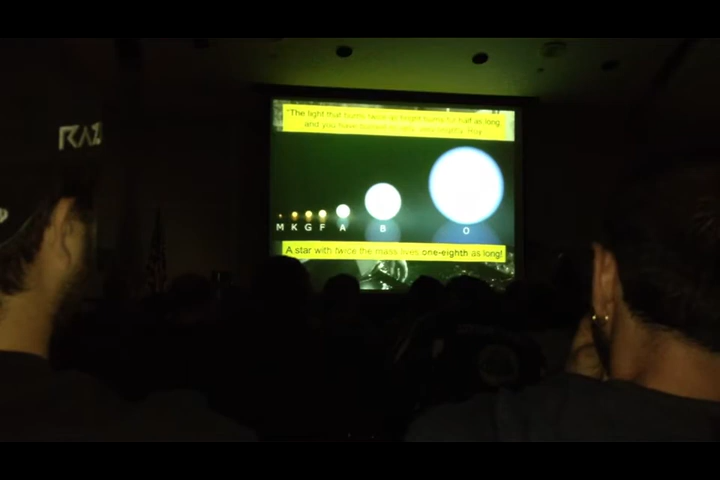 RAZ
"The light that burns twice as bright burns for half as long
and you have burned so very very brightly, Roy
M K G F A B O
A star with twice the mass lives one-eighth as long!